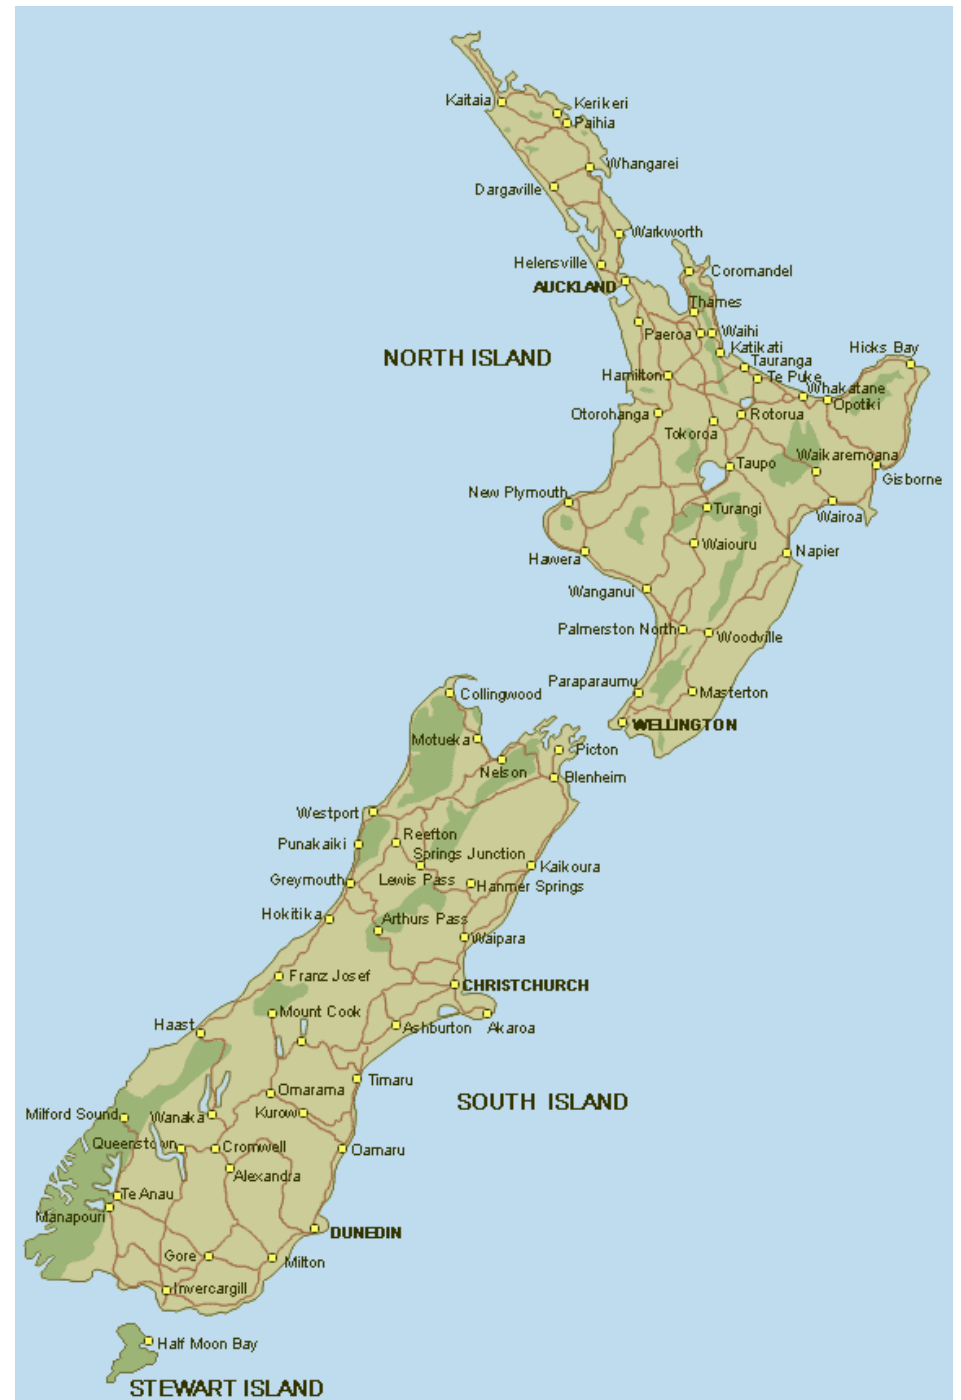 Kaitaia
Kerikeri
Paihia
Whangarei
Dargaville
Warkworth
Helensville
Coromandel
AUCKLAND
Thames
Paeroa
Waihi
NORTH ISLAND
Katikati
Hicks Bay
Tauranga
Hamilton
Te Puke
Whakatane
Opotiki
Otorohanga
Rotorua
Tokoroa
Waikaremoana
Taupo
Gisborne
New Plymouth
Turangi
Wairoa
Waiouru
Napier
Hawera
Wanganui
Palmerston North
Woodville
Paraparaumu
Masterton
Collingwood
WELLINGTON
Motueka
Picton
Nelson
Blenheim
Westport
Reefton
Punakaiki
Springs Junction
Kaikoura
Greymouth
Lewis Pass
Hanmer Springs
Hokitika
Arthurs Pass
Waipara
Franz Josef
CHRISTCHURCH
Mount Cook
Haast
Ashburton
Akaroa
Timaru
Omarama
SOUTH ISLAND
Milford Sound
Wanaka
Kurow
Queenstown
Cromwell
Oamaru
Alexandra
Te Anau
Manapouri
DUNEDIN
Gore
Milton
Invercargill
Half Moon Bay
STEWART ISLAND